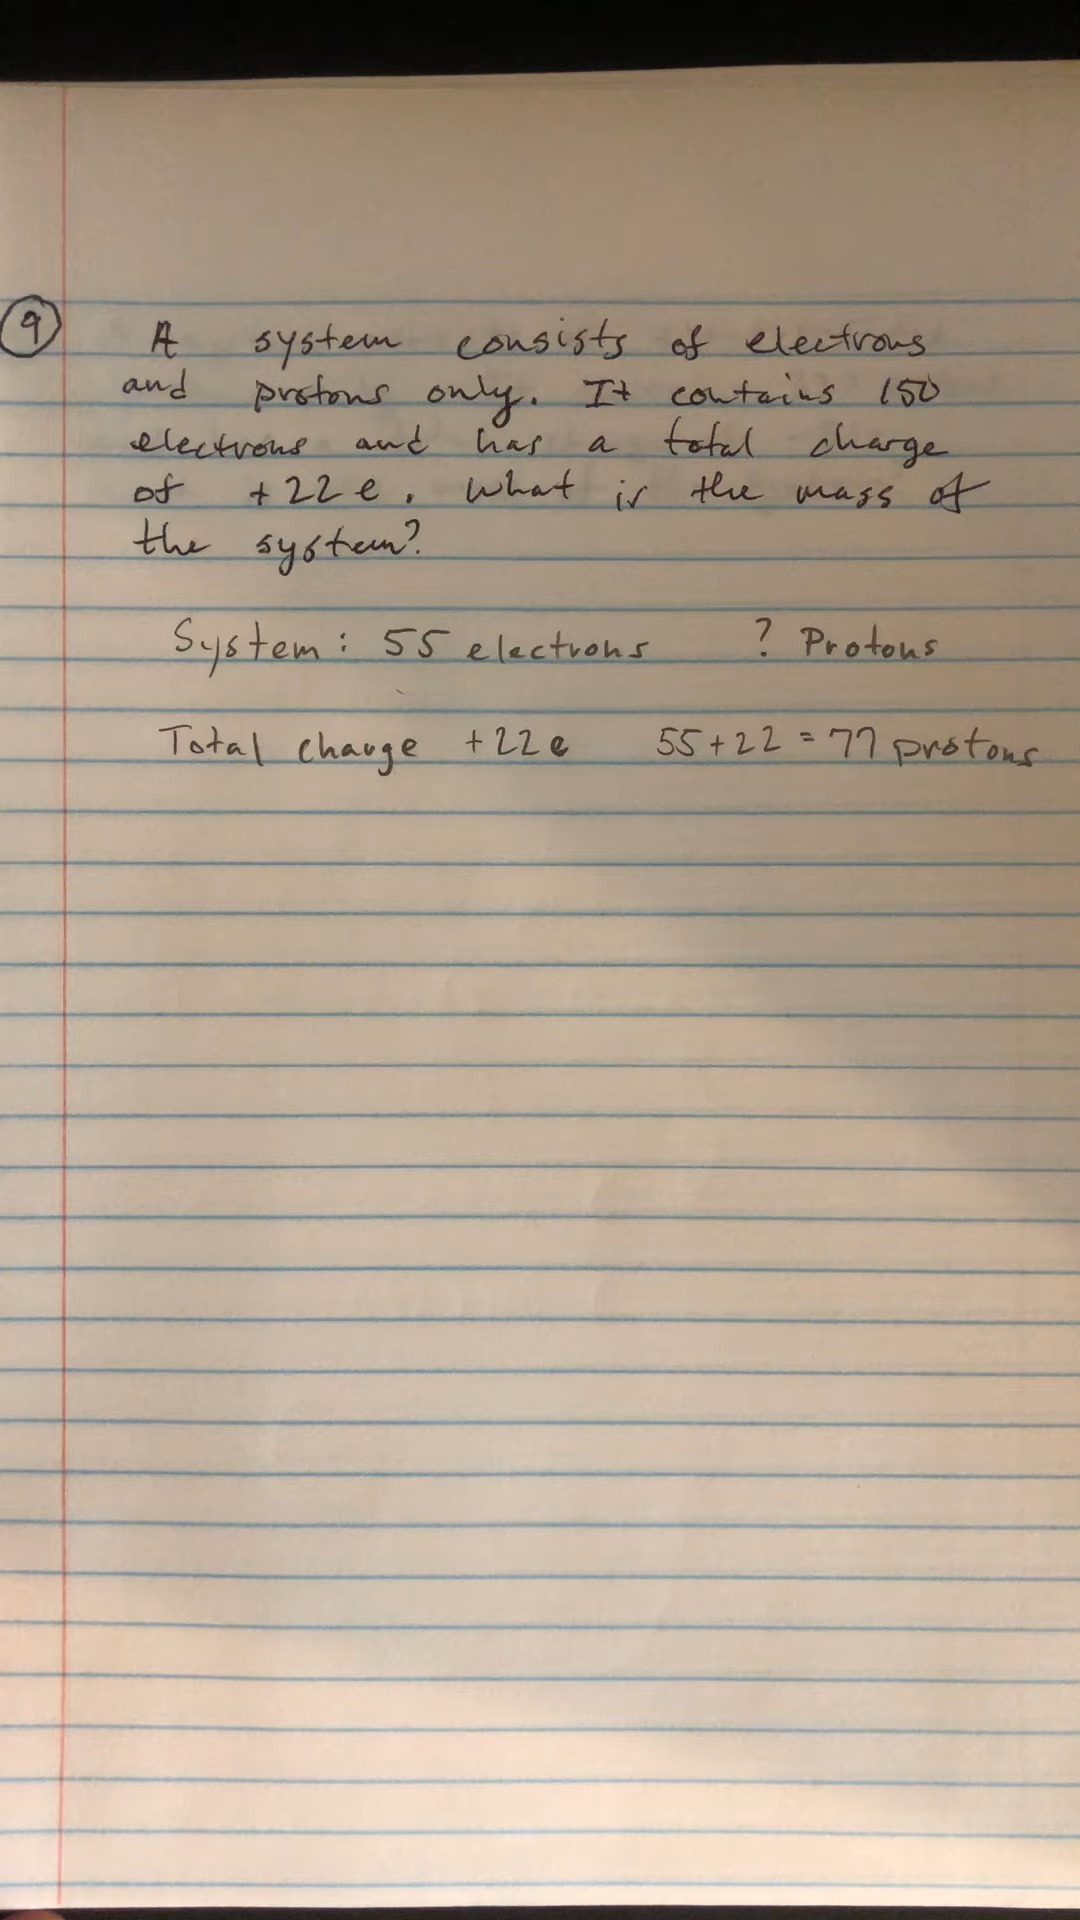 9
A system consists of electrons
and protons only. It contains 150
electrons and has a total charge
of +22 e. What is the mass of
the system?
System: 55 electrons ? Protons
Total charge +22 e 55+22 = 77 protons